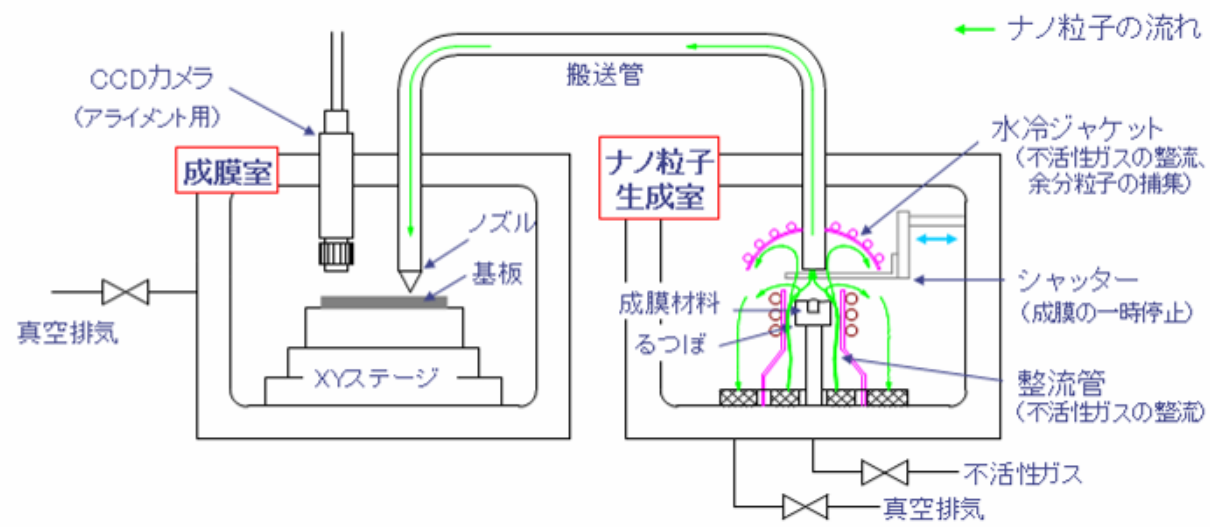 ナノ粒子の流れ
搬送管
CCDカメラ
(アライメント用)
成膜室
ノズル
基板
XYステージ
真空排気
ナノ粒子
生成室
水冷ジャケット
(不活性ガスの整流、
余分粒子の捕集)
シャッター
(成膜の一時停止)
成膜材料
るつぼ
整流管
(不活性ガスの整流)
不活性ガス
真空排気